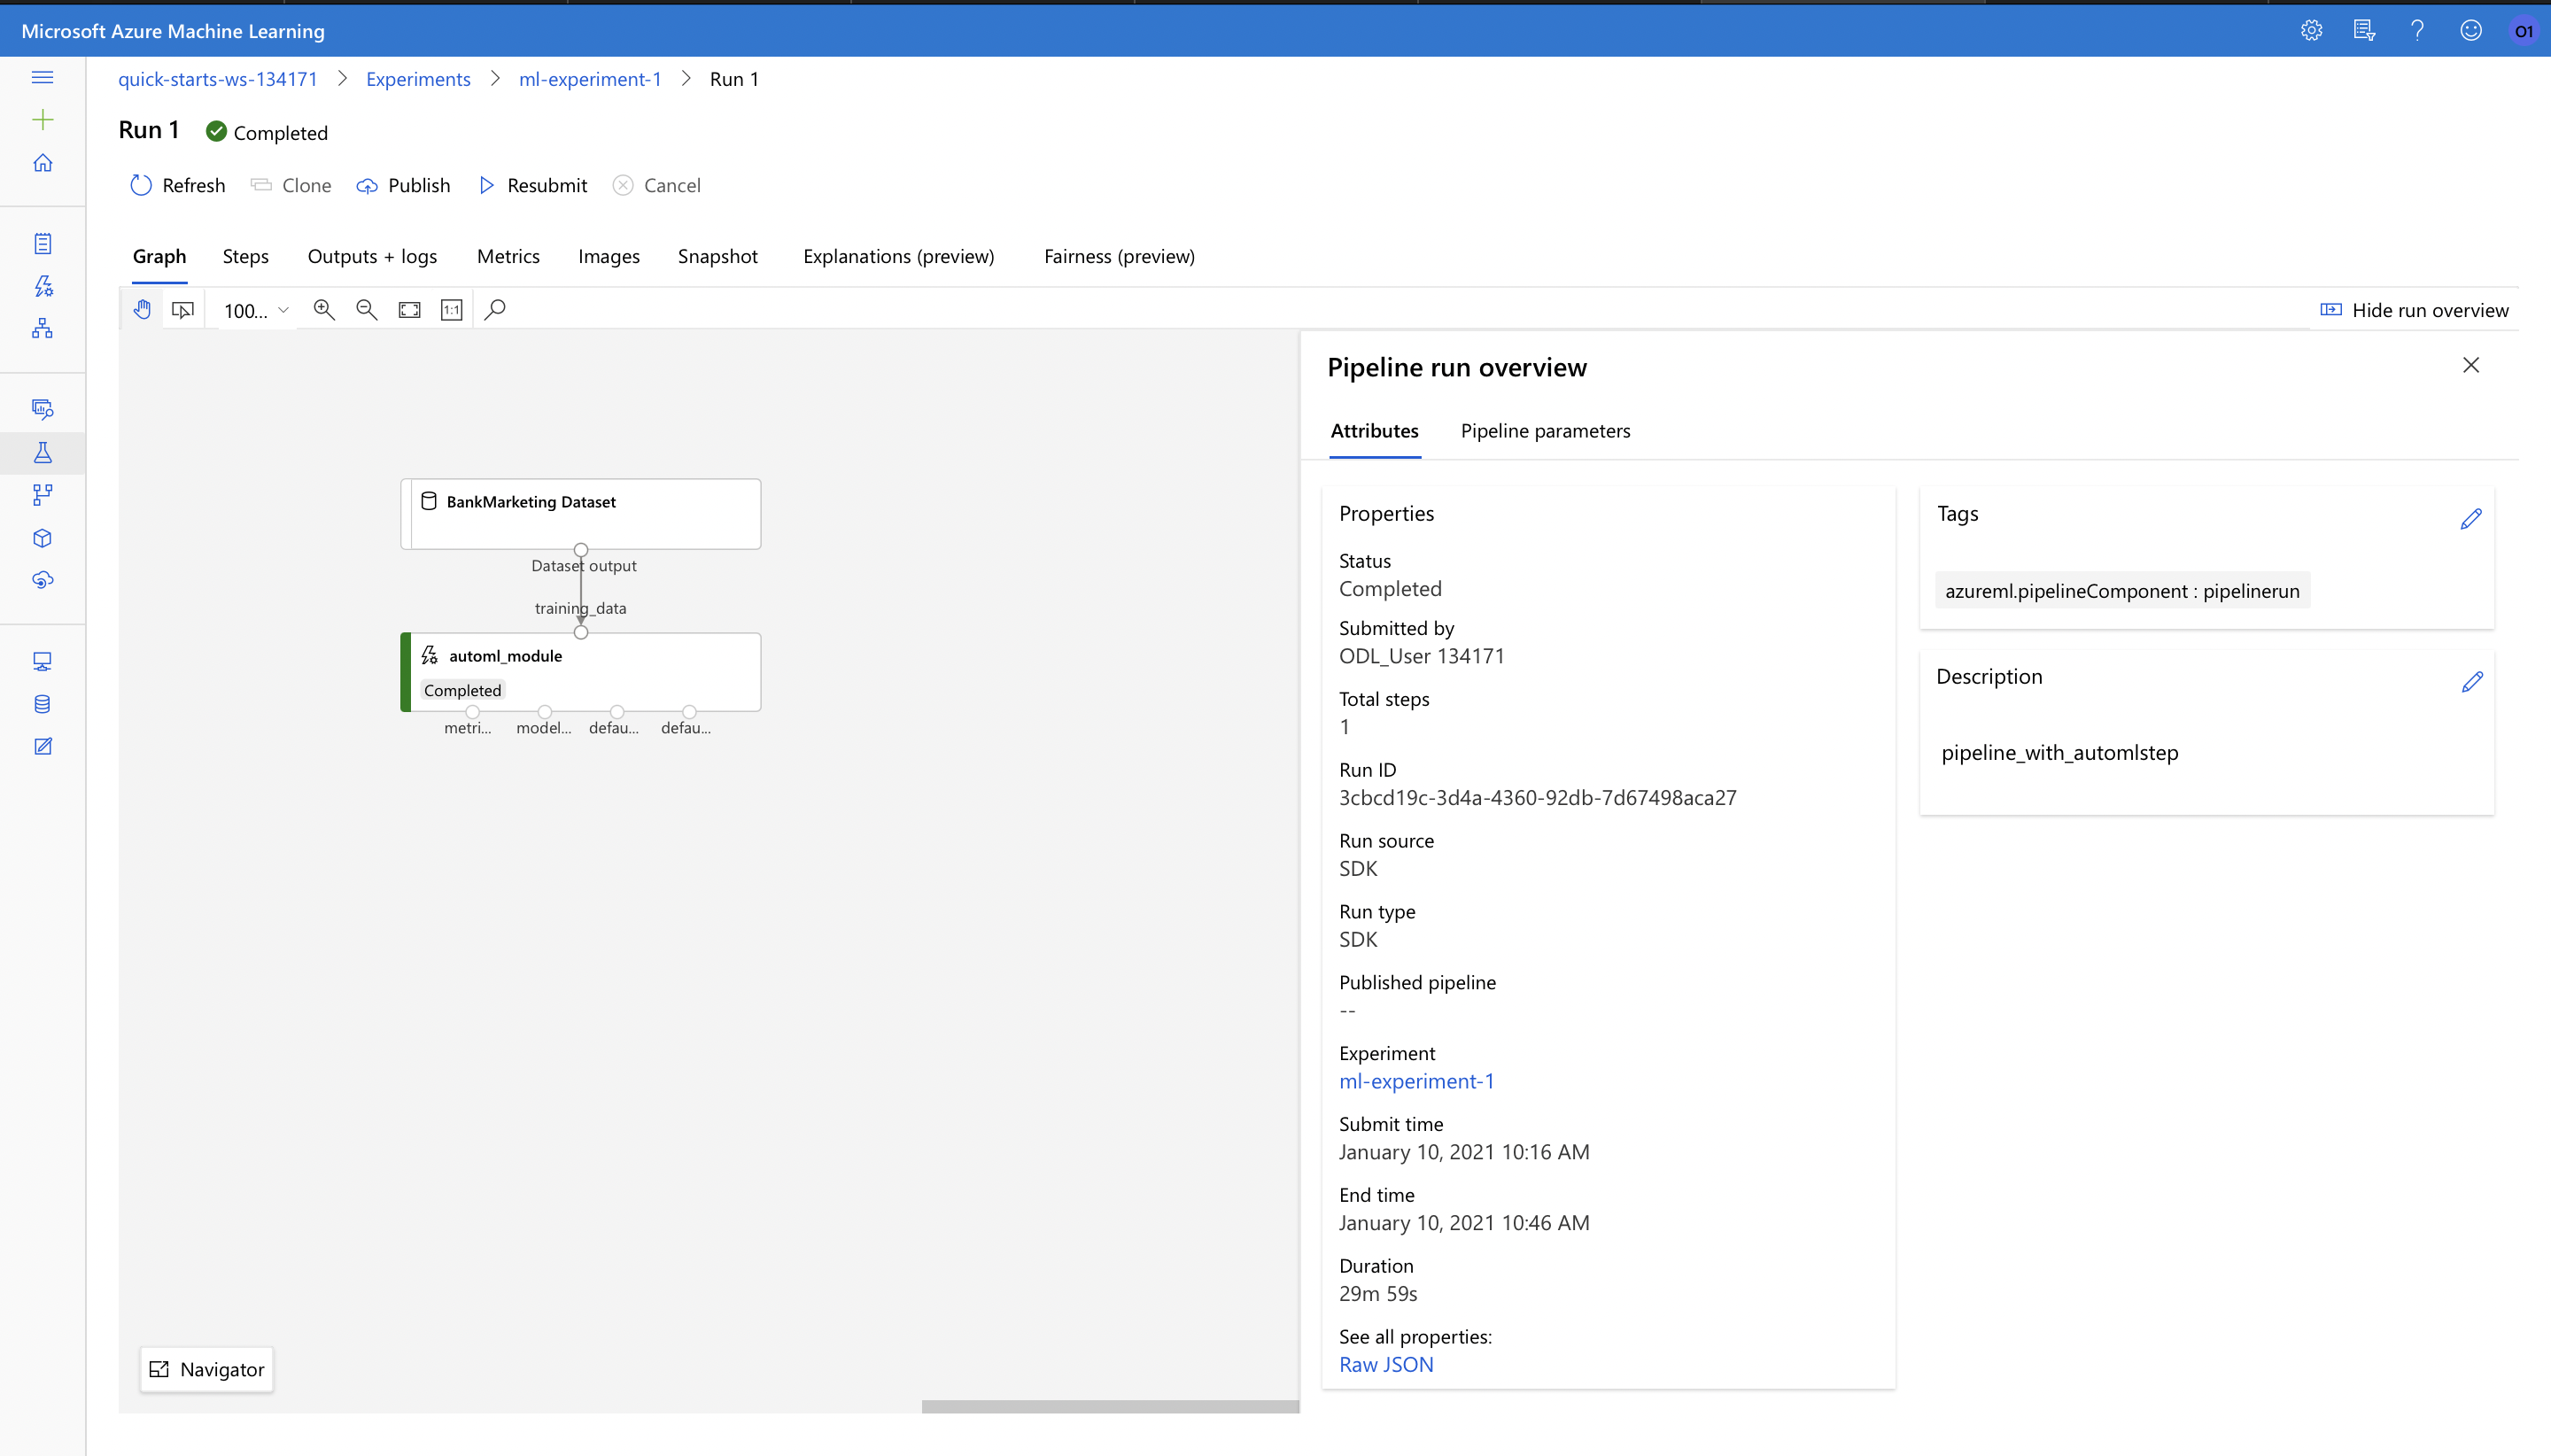 Microsoft Azure Machine Learning
O1
quick-starts-ws-134171 > Experiments > ml-experiment-1 > Run 1
Run 1 Completed
Refresh Clone Publish Resubmit Cancel
Graph Steps Outputs + logs Metrics Images Snapshot Explanations (preview) Fairness (preview)
100... 1:1 Hide run overview
BankMarketing Dataset
Dataset output
training_data
automl_module
Completed
metri... model... defau... defau...
Navigator
Pipeline run overview
Attributes Pipeline parameters
Properties
Status
Completed
Submitted by
ODL_User 134171
Total steps
1
Run ID
3cbcd19c-3d4a-4360-92db-7d67498aca27
Run source
SDK
Run type
SDK
Published pipeline
--
Experiment
ml-experiment-1
Submit time
January 10, 2021 10:16 AM
End time
January 10, 2021 10:46 AM
Duration
29m 59s
See all properties:
Raw JSON
Tags
azureml.pipelineComponent : pipelinerun
Description
pipeline_with_automlstep